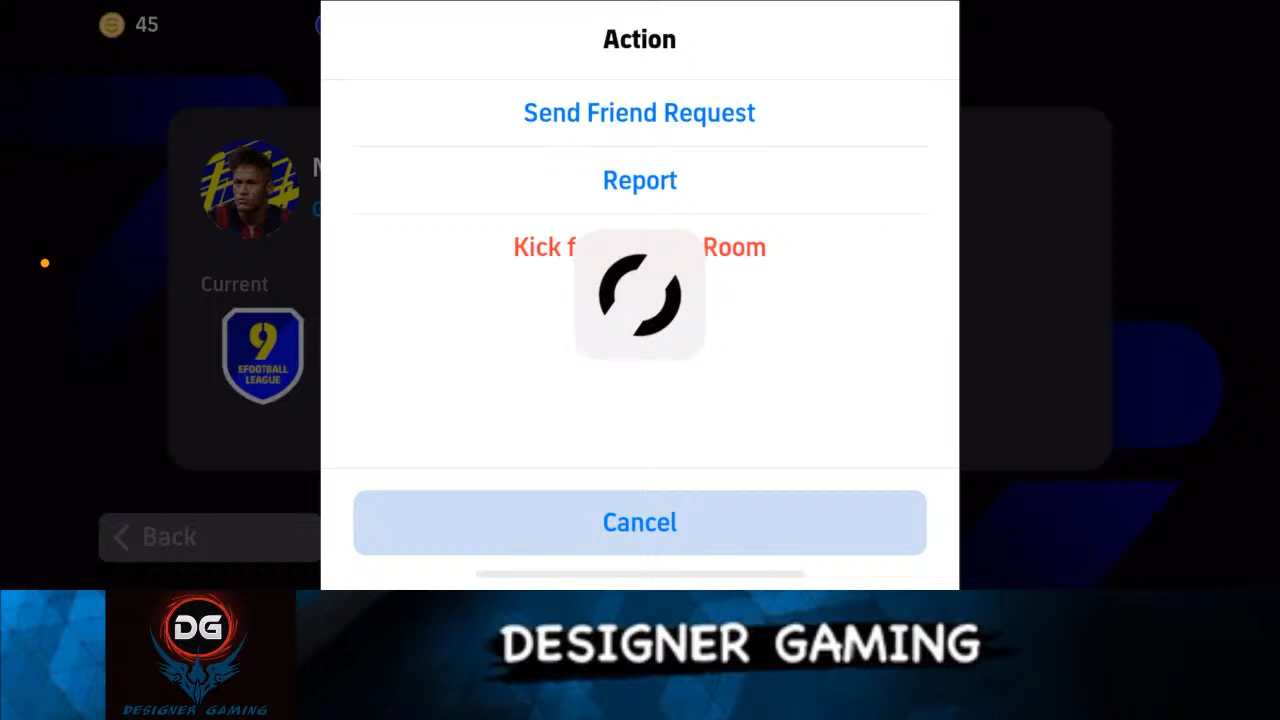 45
Action
Send Friend Request
Report
Kick f Room
Current
9
EFOOTBALL
LEAGUE
Cancel
Back
DG
DESIGNER GAMING
DESIGNER GAMING